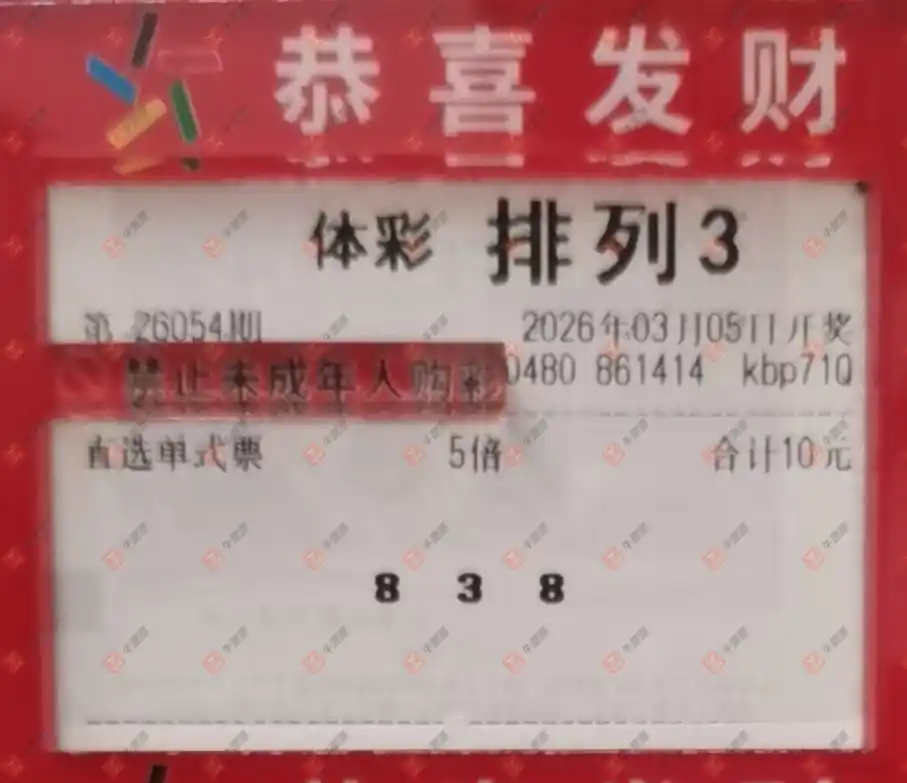 恭喜发财
体彩 排列3
第 26054期 2026年03月05日开奖
禁止未成年人购彩 0480 861414 kbp71Q
直选单式票 5倍 合计10元
8 3 8